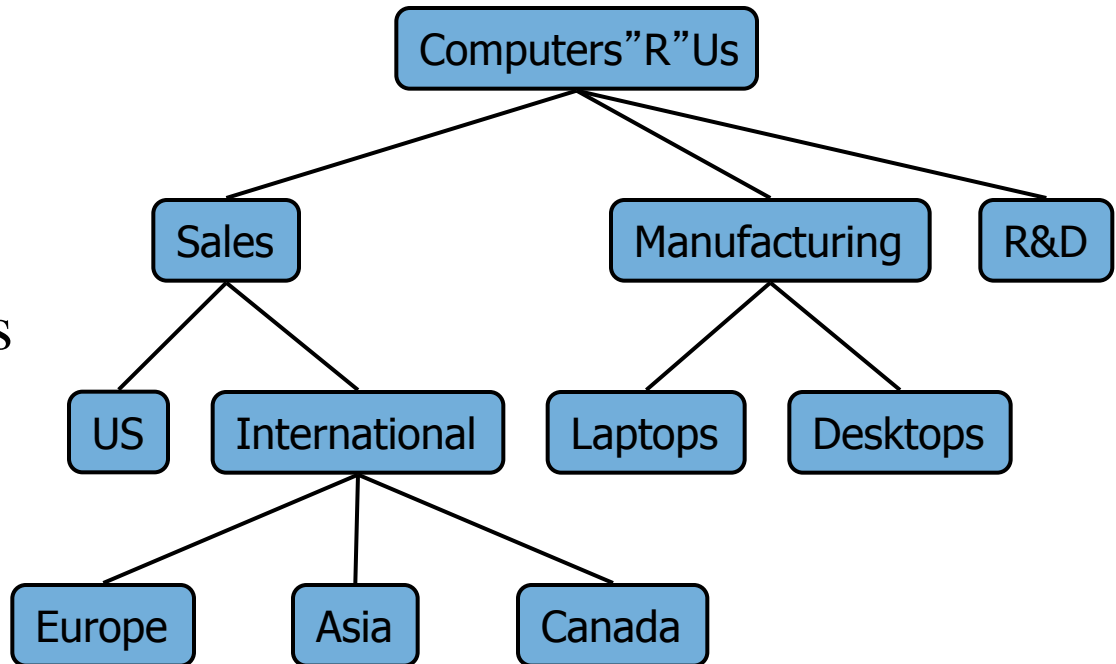 Computers”R”Us
Sales
Manufacturing
R&D
s
US
International
Laptops
Desktops
Europe
Asia
Canada